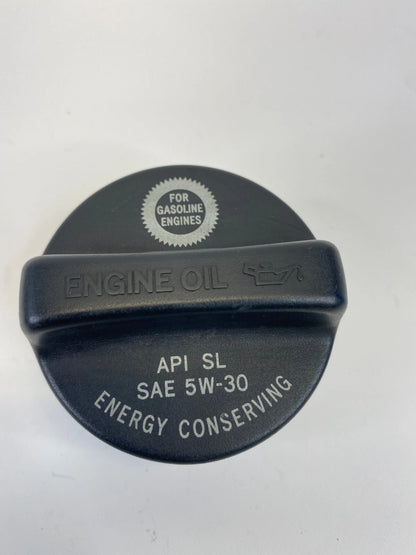 FOR
GASOLINE
ENGINES
ENGINE OIL
API SL
SAE 5W-30
ENERGY CONSERVING